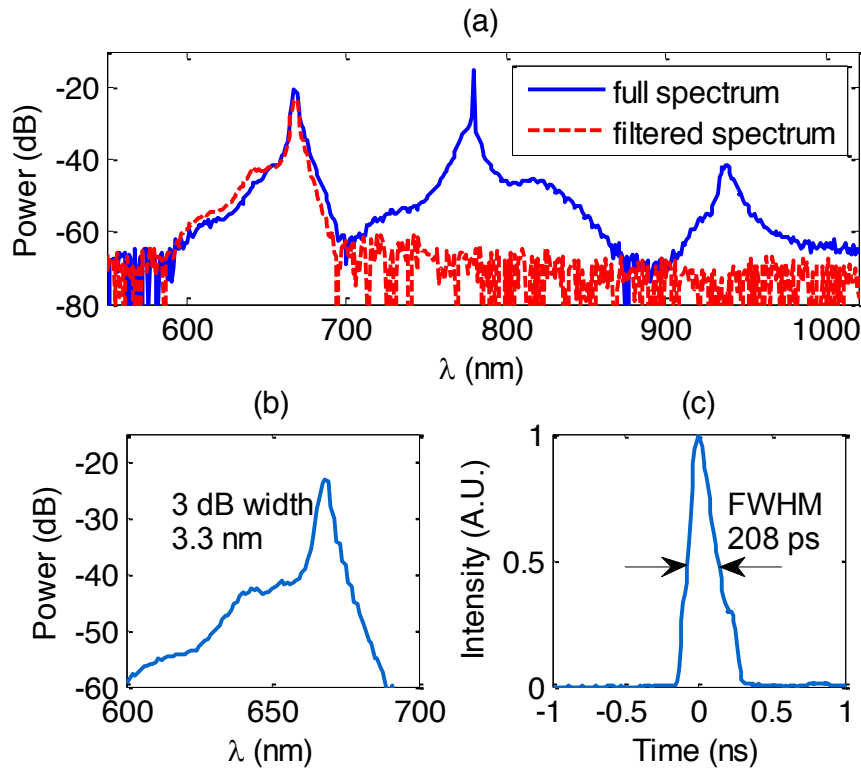 (a)
Power (dB)
-20
-40
-60
-80
full spectrum
filtered spectrum
600 700 800 900 1000
λ (nm)
(b)
Power (dB)
-20
-30
-40
-50
-60
3 dB width
3.3 nm
600 650 700
λ (nm)
(c)
Intensity (A.U.)
1
0.5
0
FWHM
208 ps
-1 -0.5 0 0.5 1
Time (ns)